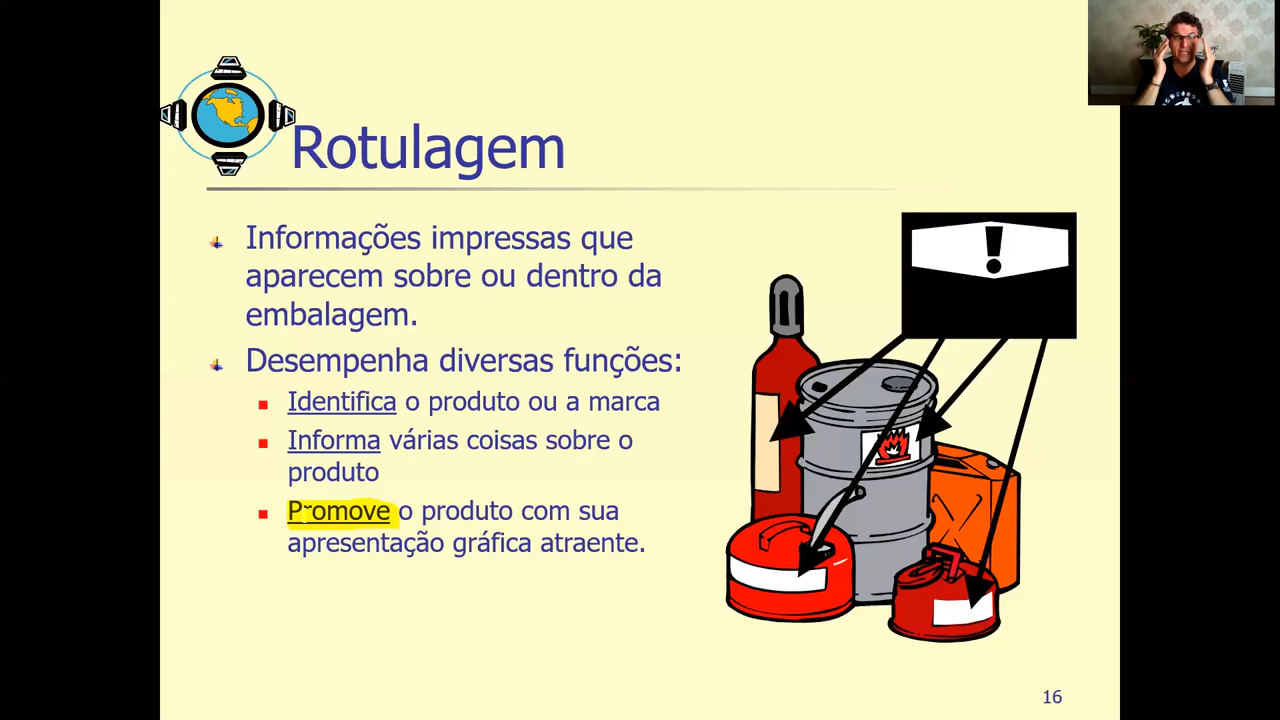 Rotulagem
Informações impressas que
aparecem sobre ou dentro da
embalagem.
Desempenha diversas funções:
Identifica o produto ou a marca
Informa várias coisas sobre o
produto
Promove o produto com sua
apresentação gráfica atraente.
!
16